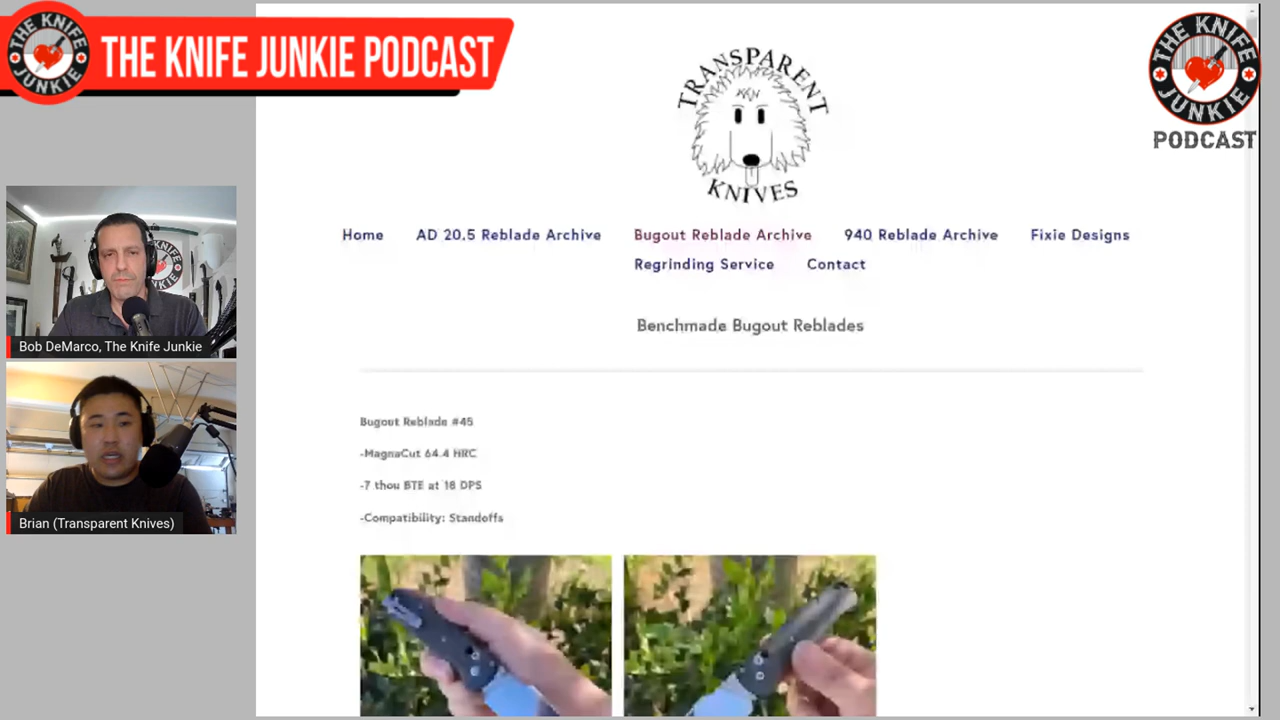 THE KNIFE JUNKIE
THE KNIFE JUNKIE PODCAST
THE KNIFE JUNKIE
PODCAST
TRANSPARENT
KNIVES
Home AD 20.5 Reblade Archive Bugout Reblade Archive 940 Reblade Archive Fixie Designs
Regrinding Service Contact
Benchmade Bugout Reblades
Bugout Reblade #45
-MagnaCut 64.4 HRC
-7 thou BTE at 18 DPS
-Compatibility: Standoffs
Bob DeMarco, The Knife Junkie
Brian (Transparent Knives)